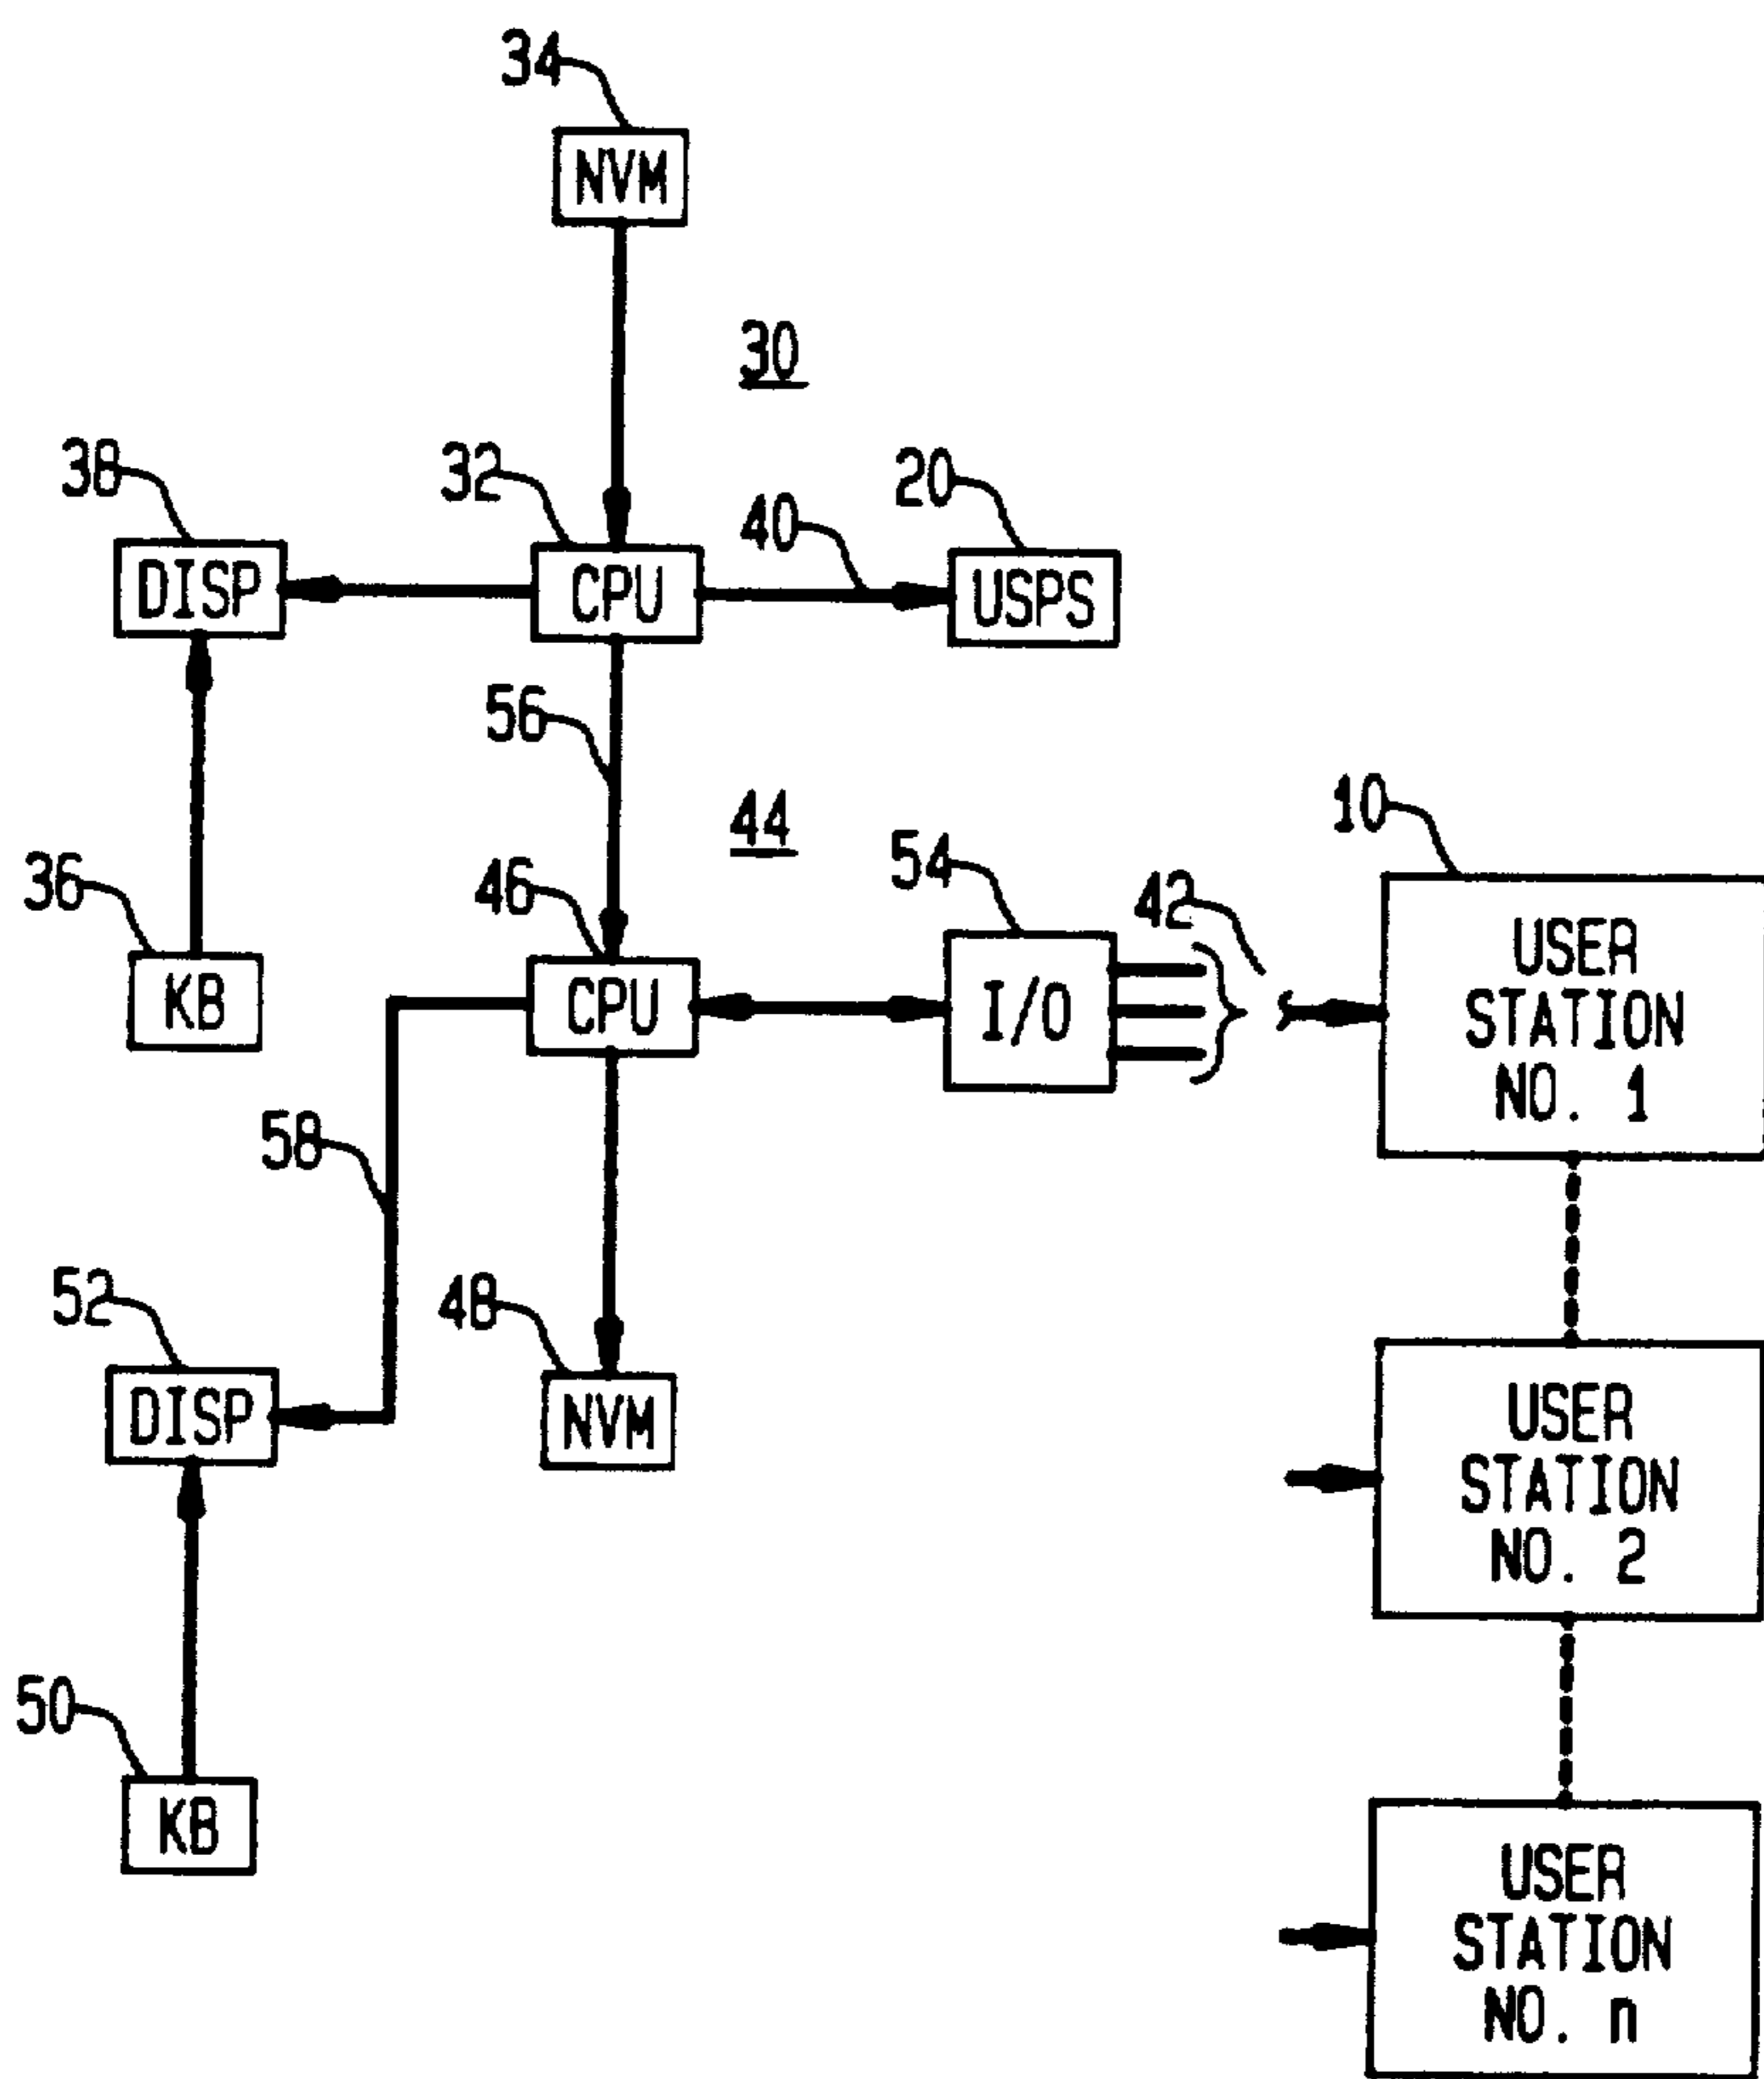 34
NVM
30
38
32
20
40
DISP
CPU
USPS
56
10
44
54
36
46
42
USER
STATION
NO. 1
KB
CPU
I/O
58
52
48
DISP
NVM
USER
STATION
NO. 2
50
KB
USER
STATION
NO. n